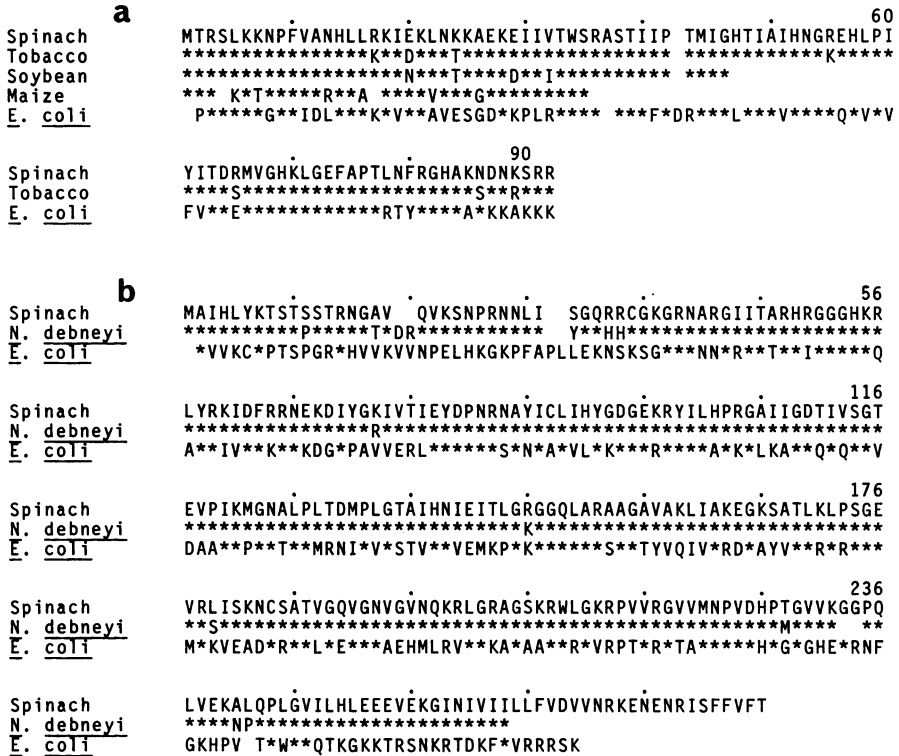 a
60
Spinach MTRSLKKNPFVANHLLRKIEKLNKKAEKEIIVTWSRASTIIP TMIGHTIAIHNGREHLPI
Tobacco ****************K**D***T****************** ************K*****
Soybean *******************N***T****D**I********** ****
Maize *** K*T*****R**A ****V***G*********
E. coli P*****G**IDL***K*V**AVESGD*KPLR**** ***F*DR***L***V****Q*V*V
90
Spinach YITDRMVGHKLGEFAPTLNFRGHAKNDNKSRR
Tobacco ****S********************S**R***
E. coli FV**E************RTY****A*KKAKKK
b
56
Spinach MAIHLYKTSTSSTRNGAV QVKSNPRNNLI SGQRRCGKGRNARGIITARHRGGGHKR
N. debneyi **********P*****T*DR*********** Y**HH**********************
E. coli *VVKC*PTSPGR*HVVKVVNPELHKGKPFAPLLEKNSKSG***NN*R**T**I*****Q
116
Spinach LYRKIDFRRNEKDIYGKIVTIEYDPNRNAYICLIHYGDGEKRYILHPRGAIIGDTIVSGT
N. debneyi ****************R*******************************************
E. coli A**IV**K**KDG*PAVVERL******S*N*A*VL*K***R****A*K*LKA**Q*Q**V
176
Spinach EVPIKMGNALPLTDMPLGTAIHNIEITLGRGGQLARAAGAVAKLIAKEGKSATLKLPSGE
N. debneyi *****************************K******************************
E. coli DAA**P**T**MRNI*V*STV**VEMKP*K******S**TYVQIV*RD*AYV**R*R***
236
Spinach VRLISKNCSATVGQVGNVGVNQKRLGRAGSKRWLGKRPVVRGVVMNPVDHPTGVVKGGPQ
N. debneyi **S************************************************M**** **
E. coli M*KVEAD*R**L*E***AEHMLRV**KA*AA**R*VRPT*R*TA*****H*G*GHE*RNF
Spinach LVEKALQPLGVILHLEEEVEKGINIVIILLFVDVVNRKENENRISFFVFT
N. debneyi ****NP**********************
E. coli GKHPV T*W**QTKGKKTRSNKRTDKF*VRRRSK